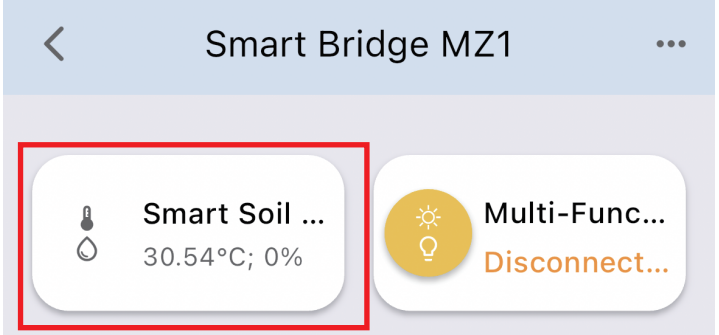 Smart Bridge MZ1
Smart Soil ...
30.54°C; 0%
Multi-Func...
Disconnect...